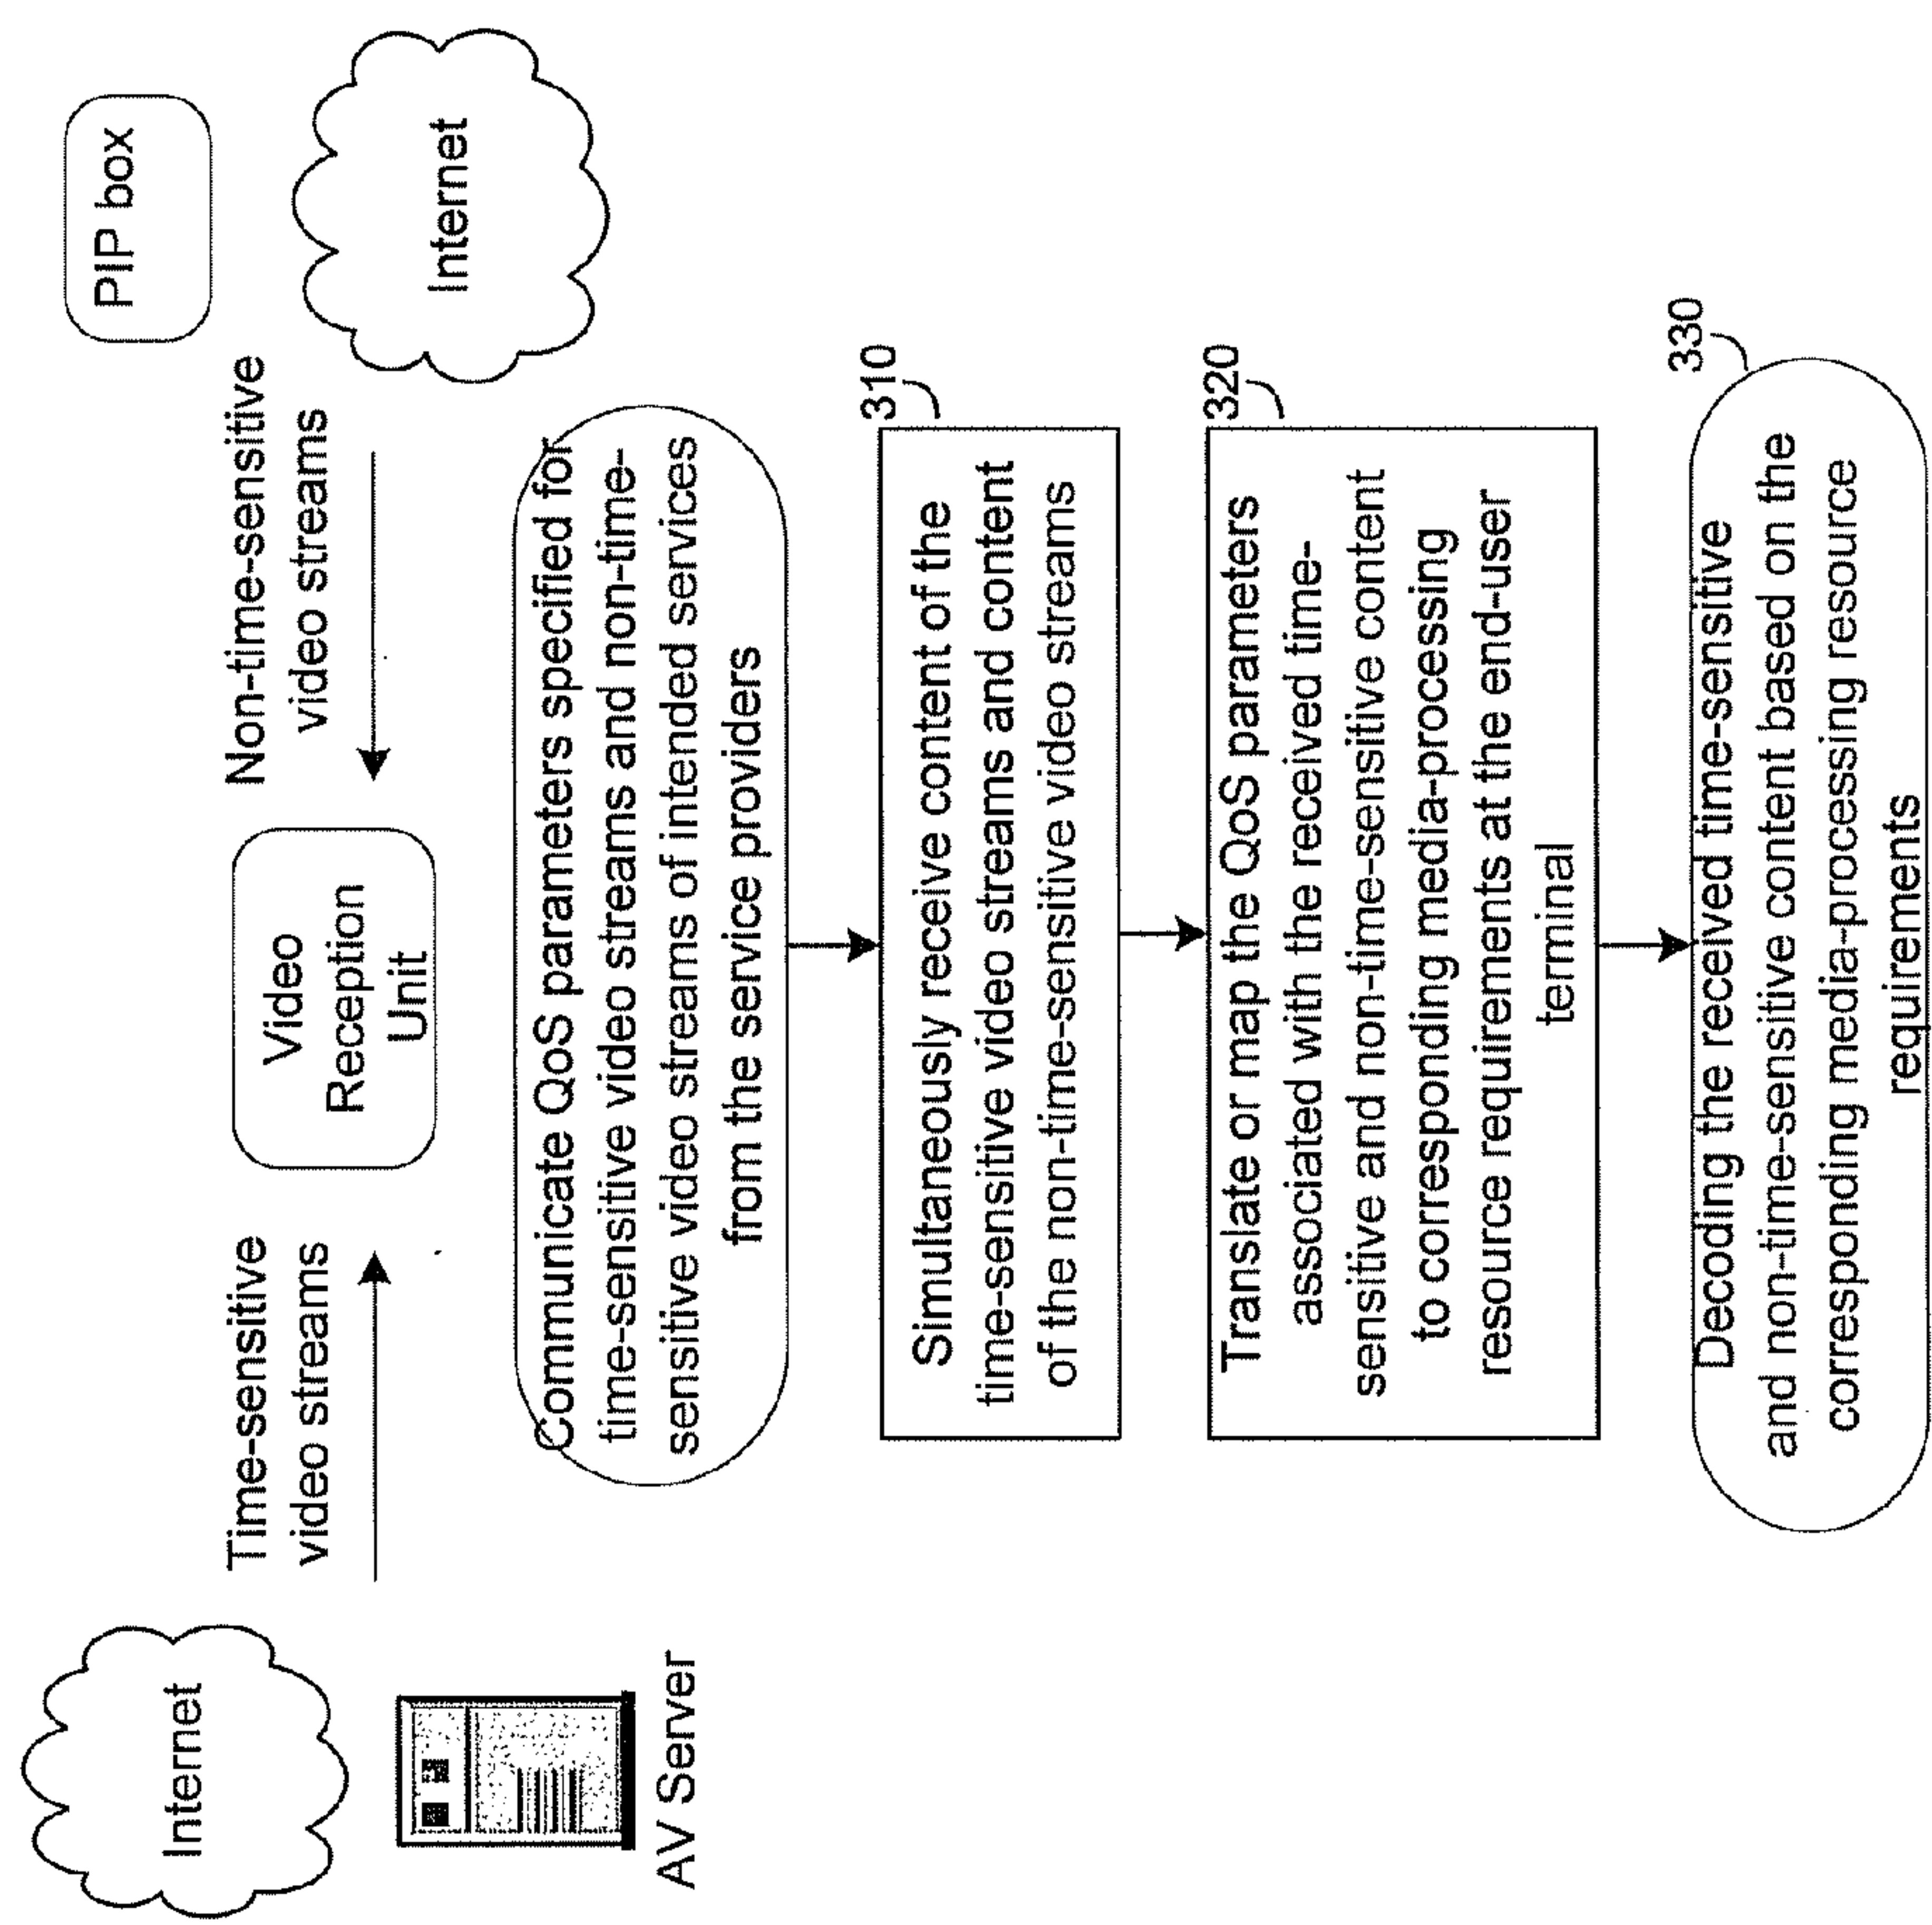 Internet
AV Server
Time-sensitive
video streams
Video
Reception
Unit
Non-time-sensitive
video streams
PIP box
Internet
Communicate QoS parameters specified for
time-sensitive video streams and non-time-
sensitive video streams of intended services
from the service providers
310
Simultaneously receive content of the
time-sensitive video streams and content
of the non-time-sensitive video streams
320
Translate or map the QoS parameters
associated with the received time-
sensitive and non-time-sensitive content
to corresponding media-processing
resource requirements at the end-user
terminal
330
Decoding the received time-sensitive
and non-time-sensitive content based on the
corresponding media-processing resource
requirements